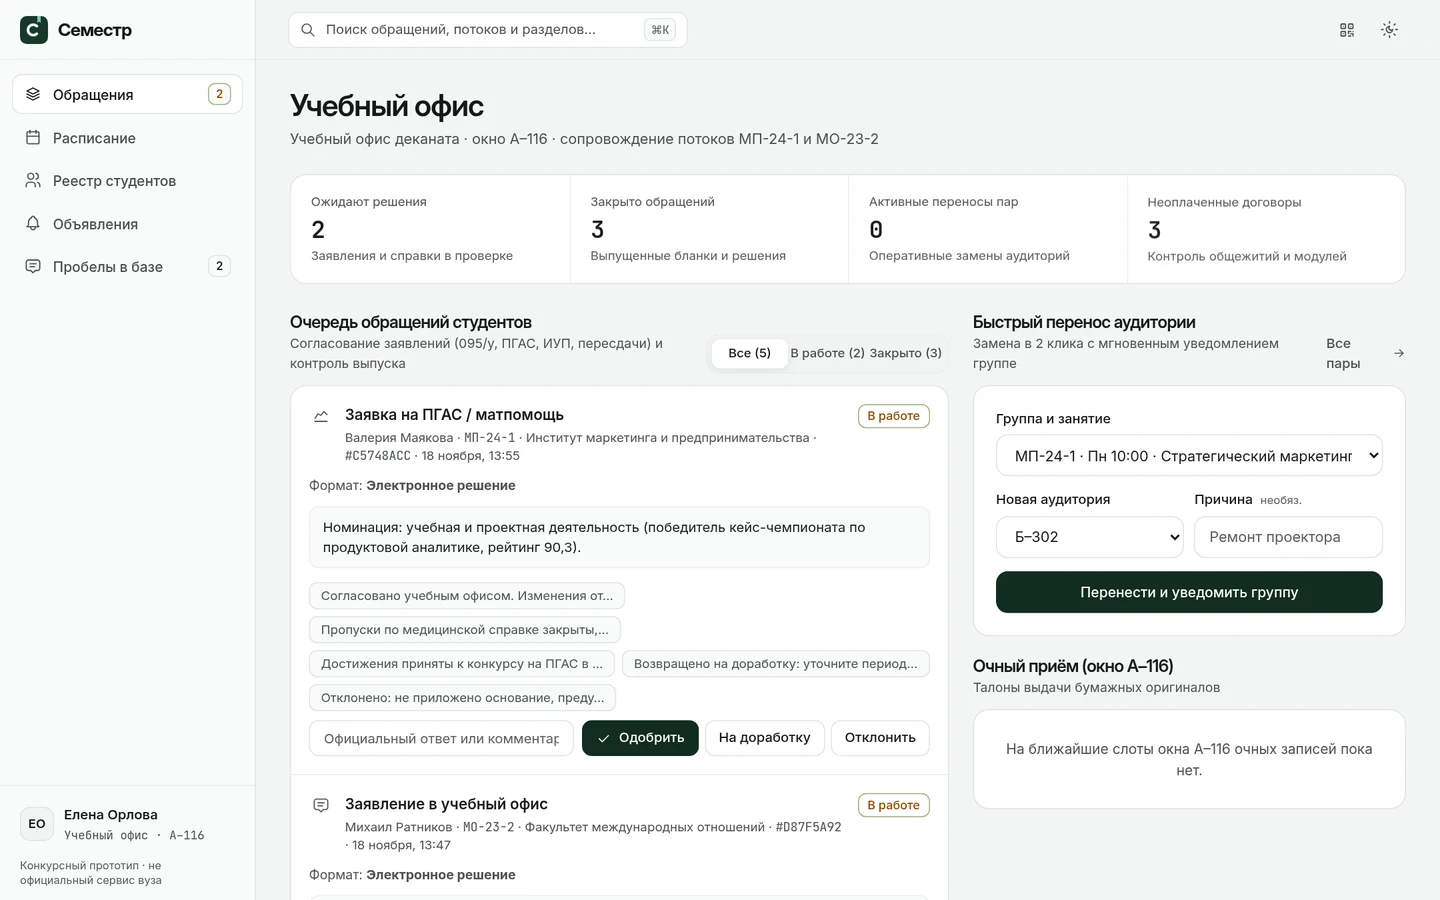 Семестр
Поиск обращений, потоков и разделов...
⌘K
Обращения
2
Расписание
Реестр студентов
Объявления
Пробелы в базе
2
Учебный офис
Учебный офис деканата · окно А–116 · сопровождение потоков МП-24-1 и МО-23-2
Ожидают решения
2
Заявления и справки в проверке
Закрыто обращений
3
Выпущенные бланки и решения
Активные переносы пар
0
Оперативные замены аудиторий
Неоплаченные договоры
3
Контроль общежитий и модулей
Очередь обращений студентов
Согласование заявлений (095/у, ПГАС, ИУП, пересдачи) и
контроль выпуска
Все (5)
В работе (2)
Закрыто (3)
Заявка на ПГАС / матпомощь
В работе
Валерия Маякова · МП-24-1 · Институт маркетинга и предпринимательства ·
#C5748ACC · 18 ноября, 13:55
Формат: Электронное решение
Номинация: учебная и проектная деятельность (победитель кейс-чемпионата по
продуктовой аналитике, рейтинг 90,3).
Согласовано учебным офисом. Изменения от...
Пропуски по медицинской справке закрыты,...
Достижения приняты к конкурсу на ПГАС в ...
Возвращено на доработку: уточните период...
Отклонено: не приложено основание, преду...
Официальный ответ или комментар
Одобрить
На доработку
Отклонить
Заявление в учебный офис
В работе
Михаил Ратников · МО-23-2 · Факультет международных отношений · #D87F5A92
· 18 ноября, 13:47
Формат: Электронное решение
Быстрый перенос аудитории
Замена в 2 клика с мгновенным уведомлением
группе
Все
пары
Группа и занятие
МП-24-1 · Пн 10:00 · Стратегический маркетинг
Новая аудитория
Причина необяз.
Б–302
Ремонт проектора
Перенести и уведомить группу
Очный приём (окно А–116)
Талоны выдачи бумажных оригиналов
На ближайшие слоты окна А–116 очных записей пока
нет.
ЕО
Елена Орлова
Учебный офис · А–116
Конкурсный прототип · не
официальный сервис вуза